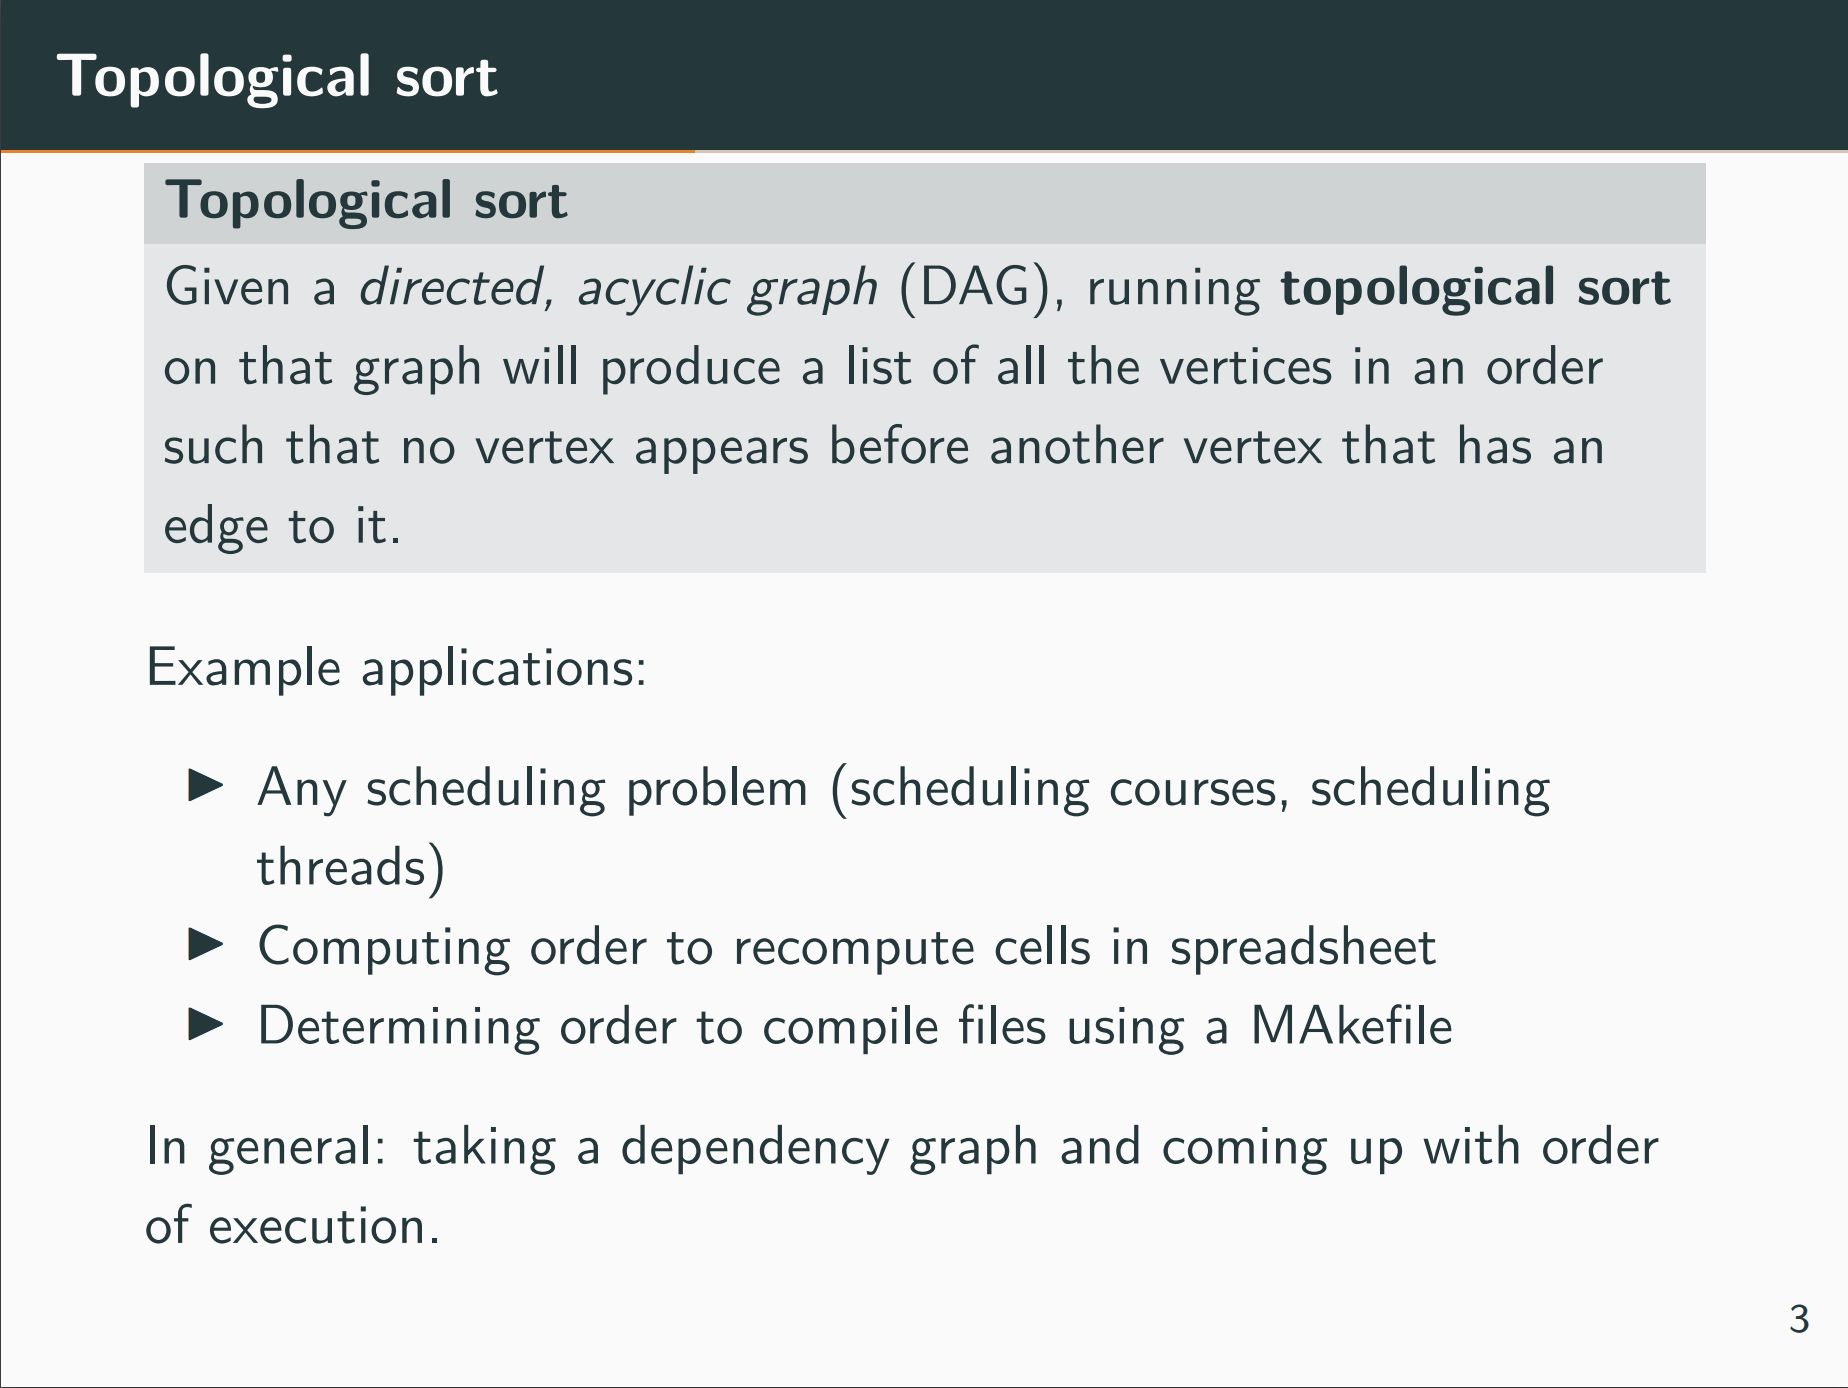 Topological sort
Topological sort
Given a directed, acyclic graph (DAG), running topological sort
on that graph will produce a list of all the vertices in an order
such that no vertex appears before another vertex that has an
edge to it.
Example applications:
▶ Any scheduling problem (scheduling courses, scheduling
threads)
▶ Computing order to recompute cells in spreadsheet
▶ Determining order to compile files using a MAkefile
In general: taking a dependency graph and coming up with order
of execution.
3